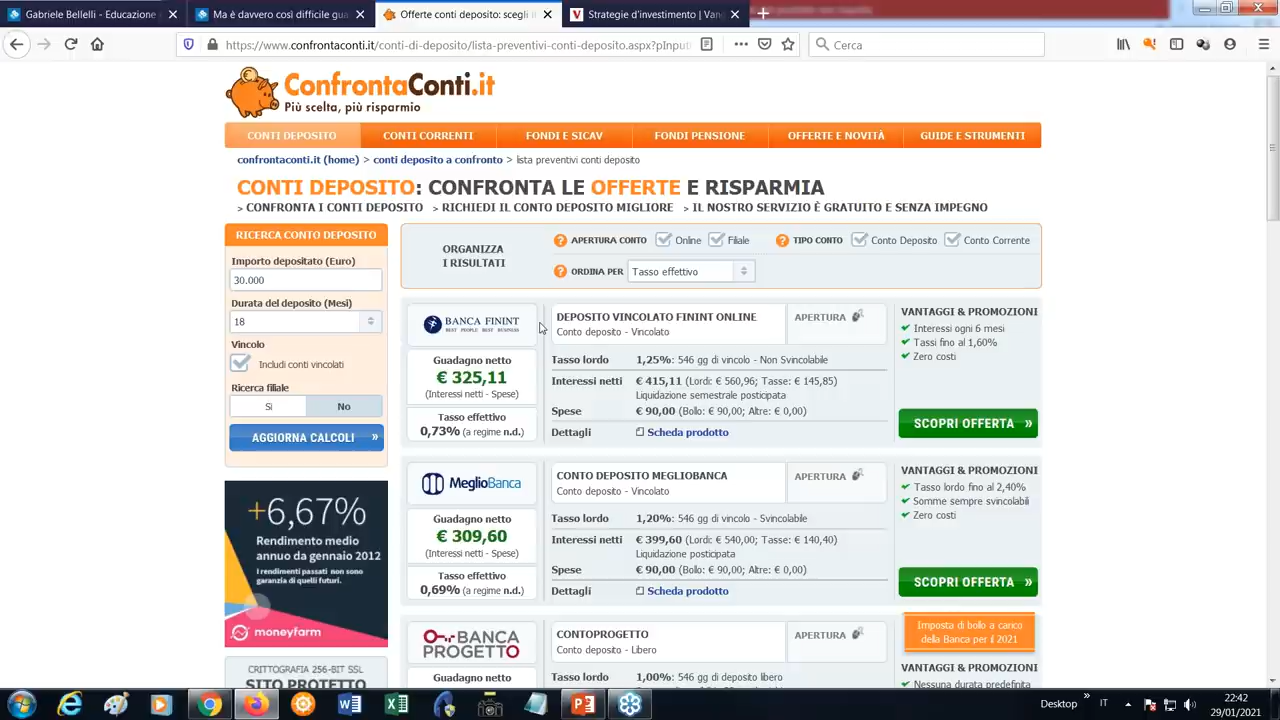 Gabriele Bellelli - Educazione
Ma è davvero così difficile gua
Offerte conti deposito: scegli i
Strategie d'investimento | Van
https://www.confrontaconti.it/conti-di-deposito/lista-preventivi-conti-deposito.aspx?pInput
Cerca
ConfrontaConti.it
Più scelta, più risparmio
CONTI DEPOSITO CONTI CORRENTI FONDI E SICAV FONDI PENSIONE OFFERTE E NOVITÀ GUIDE E STRUMENTI
confrontaconti.it (home) > conti deposito a confronto > lista preventivi conti deposito
CONTI DEPOSITO: CONFRONTA LE OFFERTE E RISPARMIA
> CONFRONTA I CONTI DEPOSITO > RICHIEDI IL CONTO DEPOSITO MIGLIORE > IL NOSTRO SERVIZIO È GRATUITO E SENZA IMPEGNO
RICERCA CONTO DEPOSITO
Importo depositato (Euro)
30.000
Durata del deposito (Mesi)
18
Vincolo
Includi conti vincolati
Ricerca filiale
Si No
AGGIORNA CALCOLI »
+6,67%
Rendimento medio
annuo da gennaio 2012
I rendimenti passati non sono
garanzia di quelli futuri.
moneyfarm
CRITTOGRAFIA 256-BIT SSL
SITO PROTETTO
ORGANIZZA
I RISULTATI
? APERTURA CONTO Online Filiale ? TIPO CONTO Conto Deposito Conto Corrente
? ORDINA PER Tasso effettivo
BANCA FININT
BEST PEOPLE BEST BUSINESS
Guadagno netto
€ 325,11
(Interessi netti - Spese)
Tasso effettivo
0,73% (a regime n.d.)
DEPOSITO VINCOLATO FININT ONLINE
Conto deposito - Vincolato
APERTURA
Tasso lordo 1,25%: 546 gg di vincolo - Non Svincolabile
Interessi netti € 415,11 (Lordi: € 560,96; Tasse: € 145,85)
Liquidazione semestrale posticipata
Spese € 90,00 (Bolo: € 90,00; Altre: € 0,00)
Dettagli Scheda prodotto
VANTAGGI & PROMOZIONI
Interessi ogni 6 mesi
Tassi fino al 1,60%
Zero costi
SCOPRI OFFERTA »
MeglioBanca
Guadagno netto
€ 309,60
(Interessi netti - Spese)
Tasso effettivo
0,69% (a regime n.d.)
CONTO DEPOSITO MEGLIOBANCA
Conto deposito - Vincolato
APERTURA
Tasso lordo 1,20%: 546 gg di vincolo - Svincolabile
Interessi netti € 399,60 (Lordi: € 540,00; Tasse: € 140,40)
Liquidazione posticipata
Spese € 90,00 (Bolo: € 90,00; Altre: € 0,00)
Dettagli Scheda prodotto
VANTAGGI & PROMOZIONI
Tasso lordo fino al 2,40%
Somme sempre svincolabili
Zero costi
SCOPRI OFFERTA »
BANCA
PROGETTO
Guadagno netto
CONTOPROGETTO
Conto deposito - Libero
APERTURA
Tasso lordo 1,00%: 546 gg di deposito libero
Imposta di bolo a carico
della Banca per il 2021
VANTAGGI & PROMOZIONI
Nessuna durata predefinita
Desktop » IT
22:42
29/01/2021